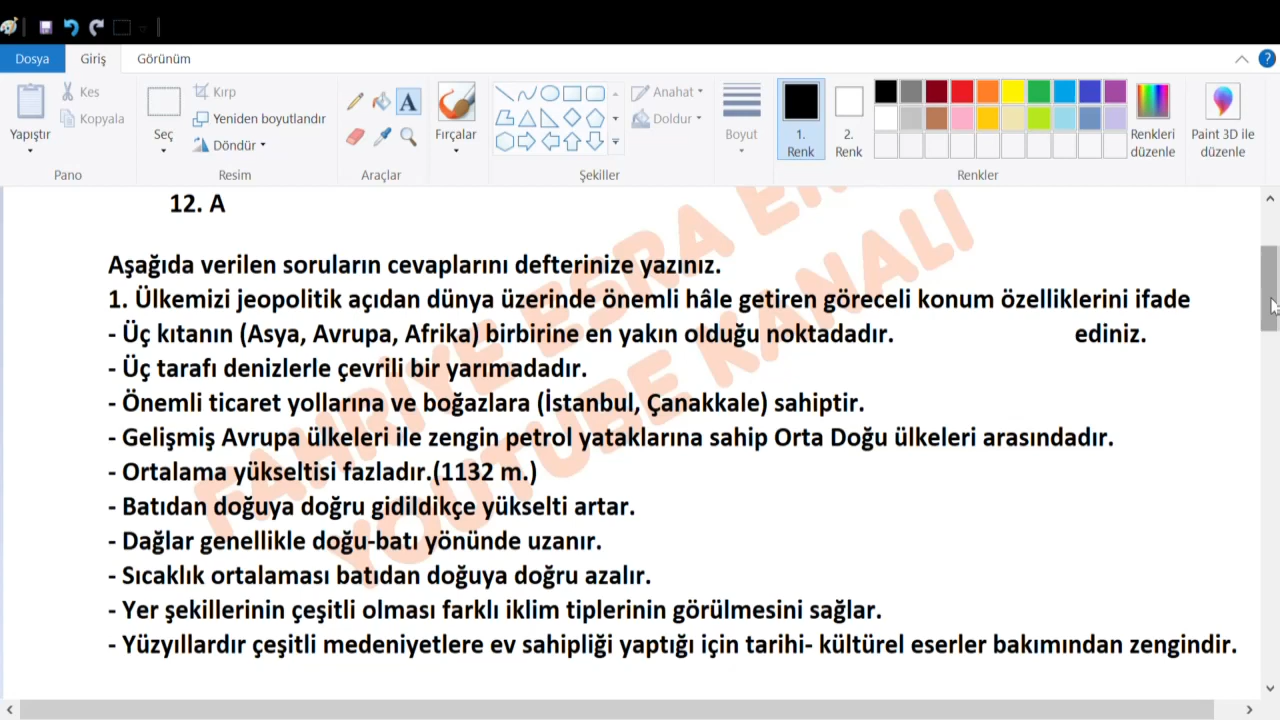 Dosya Giriş Görünüm
Yapıştır
Kes
Kopyala
Pano
Seç
Kırp
Yeniden boyutlandır
Döndür
Resim
Araçlar
Fırçalar
Anahat
Doldur
Şekiller
Boyut
1. Renk
2. Renk
Renkleri düzenle
Paint 3D ile düzenle
Renkler
12. A
Aşağıda verilen soruların cevaplarını defterinize yazınız.
1. Ülkemizi jeopolitik açıdan dünya üzerinde önemli hâle getiren göreceli konum özelliklerini ifade
- Üç kıtanın (Asya, Avrupa, Afrika) birbirine en yakın olduğu noktadadır. ediniz.
- Üç tarafı denizlerle çevrili bir yarımadadır.
- Önemli ticaret yollarına ve boğazlara (İstanbul, Çanakkale) sahiptir.
- Gelişmiş Avrupa ülkeleri ile zengin petrol yataklarına sahip Orta Doğu ülkeleri arasındadır.
- Ortalama yükseltisi fazladır.(1132 m.)
- Batıdan doğuya doğru gidildikçe yükselti artar.
- Dağlar genellikle doğu-batı yönünde uzanır.
- Sıcaklık ortalaması batıdan doğuya doğru azalır.
- Yer şekillerinin çeşitli olması farklı iklim tiplerinin görülmesini sağlar.
- Yüzyıllardır çeşitli medeniyetlere ev sahipliği yaptığı için tarihi- kültürel eserler bakımından zengindir.
FAHRİYE ESRA
YOUTUBE KANALI